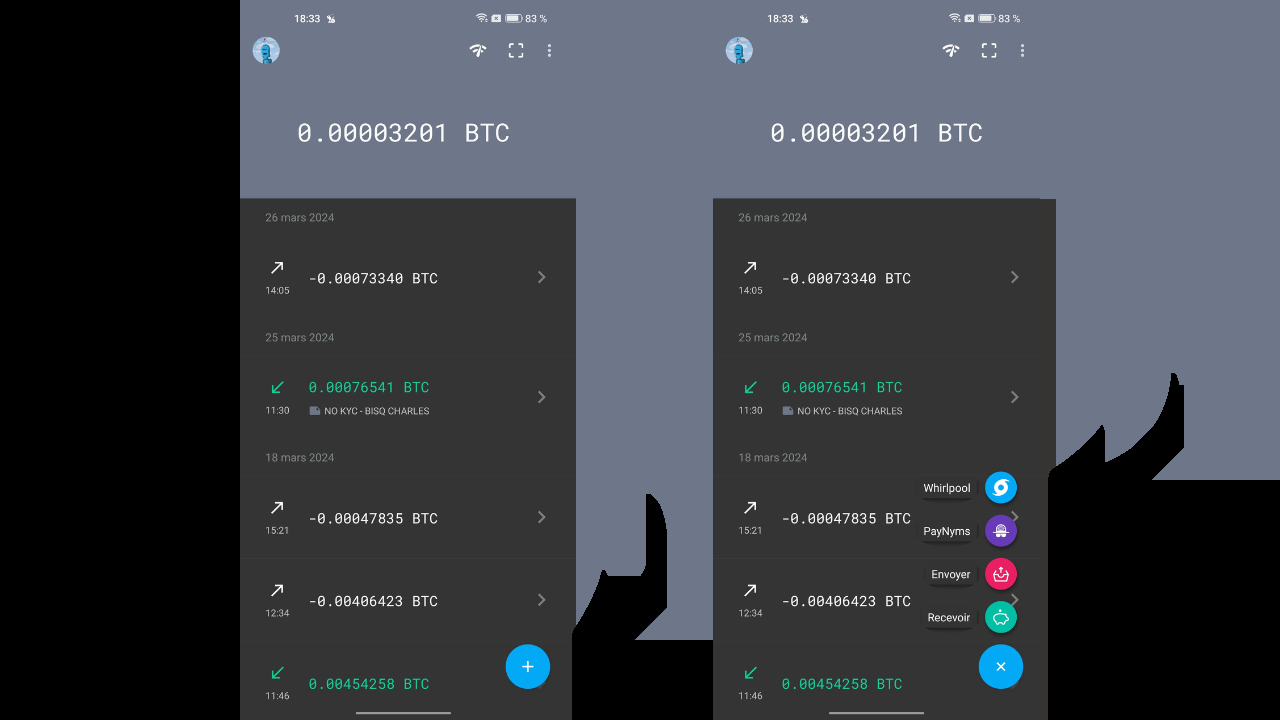 18:33
83 %
0.00003201 BTC
26 mars 2024
-0.00073340 BTC
14:05
25 mars 2024
0.00076541 BTC
11:30
NO KYC - BISQ CHARLES
18 mars 2024
-0.00047835 BTC
15:21
-0.00406423 BTC
12:34
0.00454258 BTC
11:46
+
18:33
83 %
0.00003201 BTC
26 mars 2024
-0.00073340 BTC
14:05
25 mars 2024
0.00076541 BTC
11:30
NO KYC - BISQ CHARLES
18 mars 2024
Whirlpool
-0.00047835 BTC
15:21
PayNyms
Envoyer
-0.00406423 BTC
12:34
Recevoir
0.00454258 BTC
11:46
×